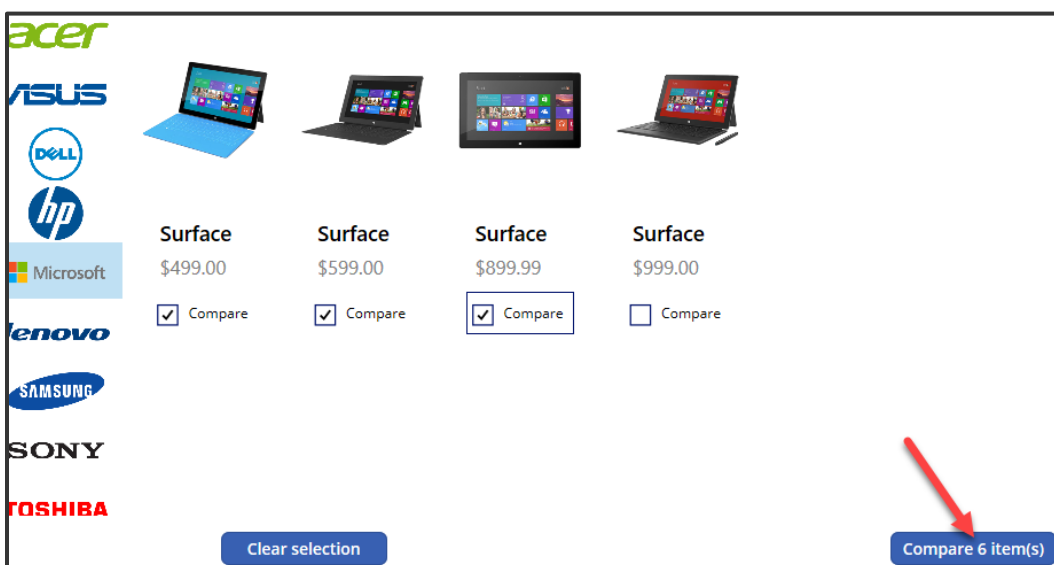 acer
ASUS
DELL
hp
Microsoft
lenovo
SAMSUNG
SONY
TOSHIBA
Surface Surface Surface Surface
$499.00 $599.00 $899.99 $999.00
Compare Compare Compare Compare
Clear selection Compare 6 item(s)